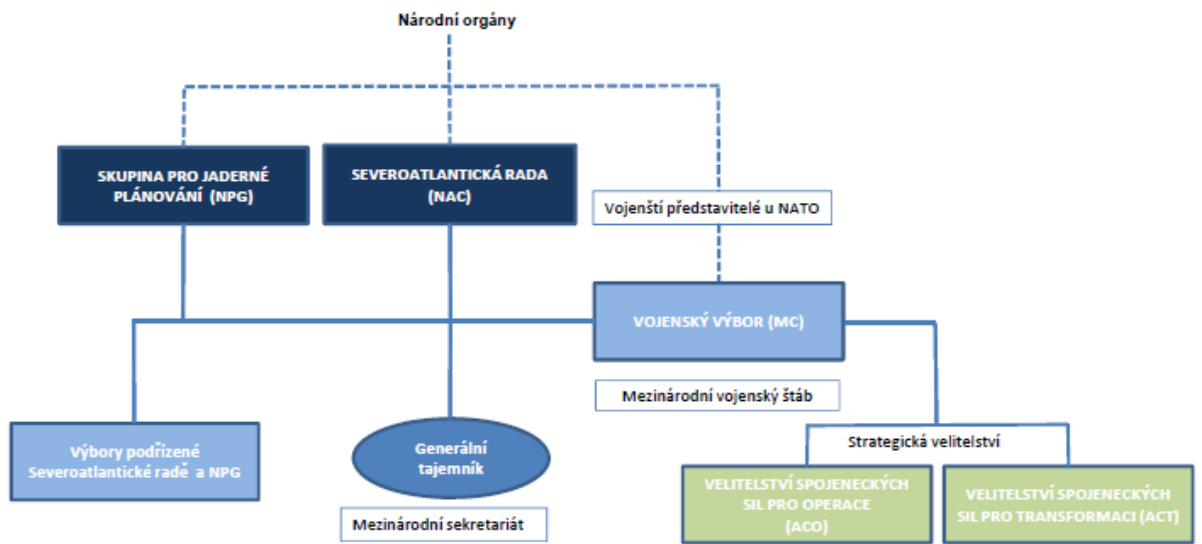 Národní orgány
SKUPINA PRO JADERNÉ
PLÁNOVÁNÍ (NPG)
SEVEROATLANTICKÁ RADA
(NAC)
Vojenští představitelé u NATO
VOJENSKÝ VÝBOR (MC)
Mezinárodní vojenský štáb
Výbory podřízené
Severoatlantické radě a NPG
Generální
tajemník
Mezinárodní sekretariát
Strategická velitelství
VELITELSTVÍ SPOJENECKÝCH
SIL PRO OPERACE
(ACO)
VELITELSTVÍ SPOJENECKÝCH
SIL PRO TRANSFORMACI (ACT)